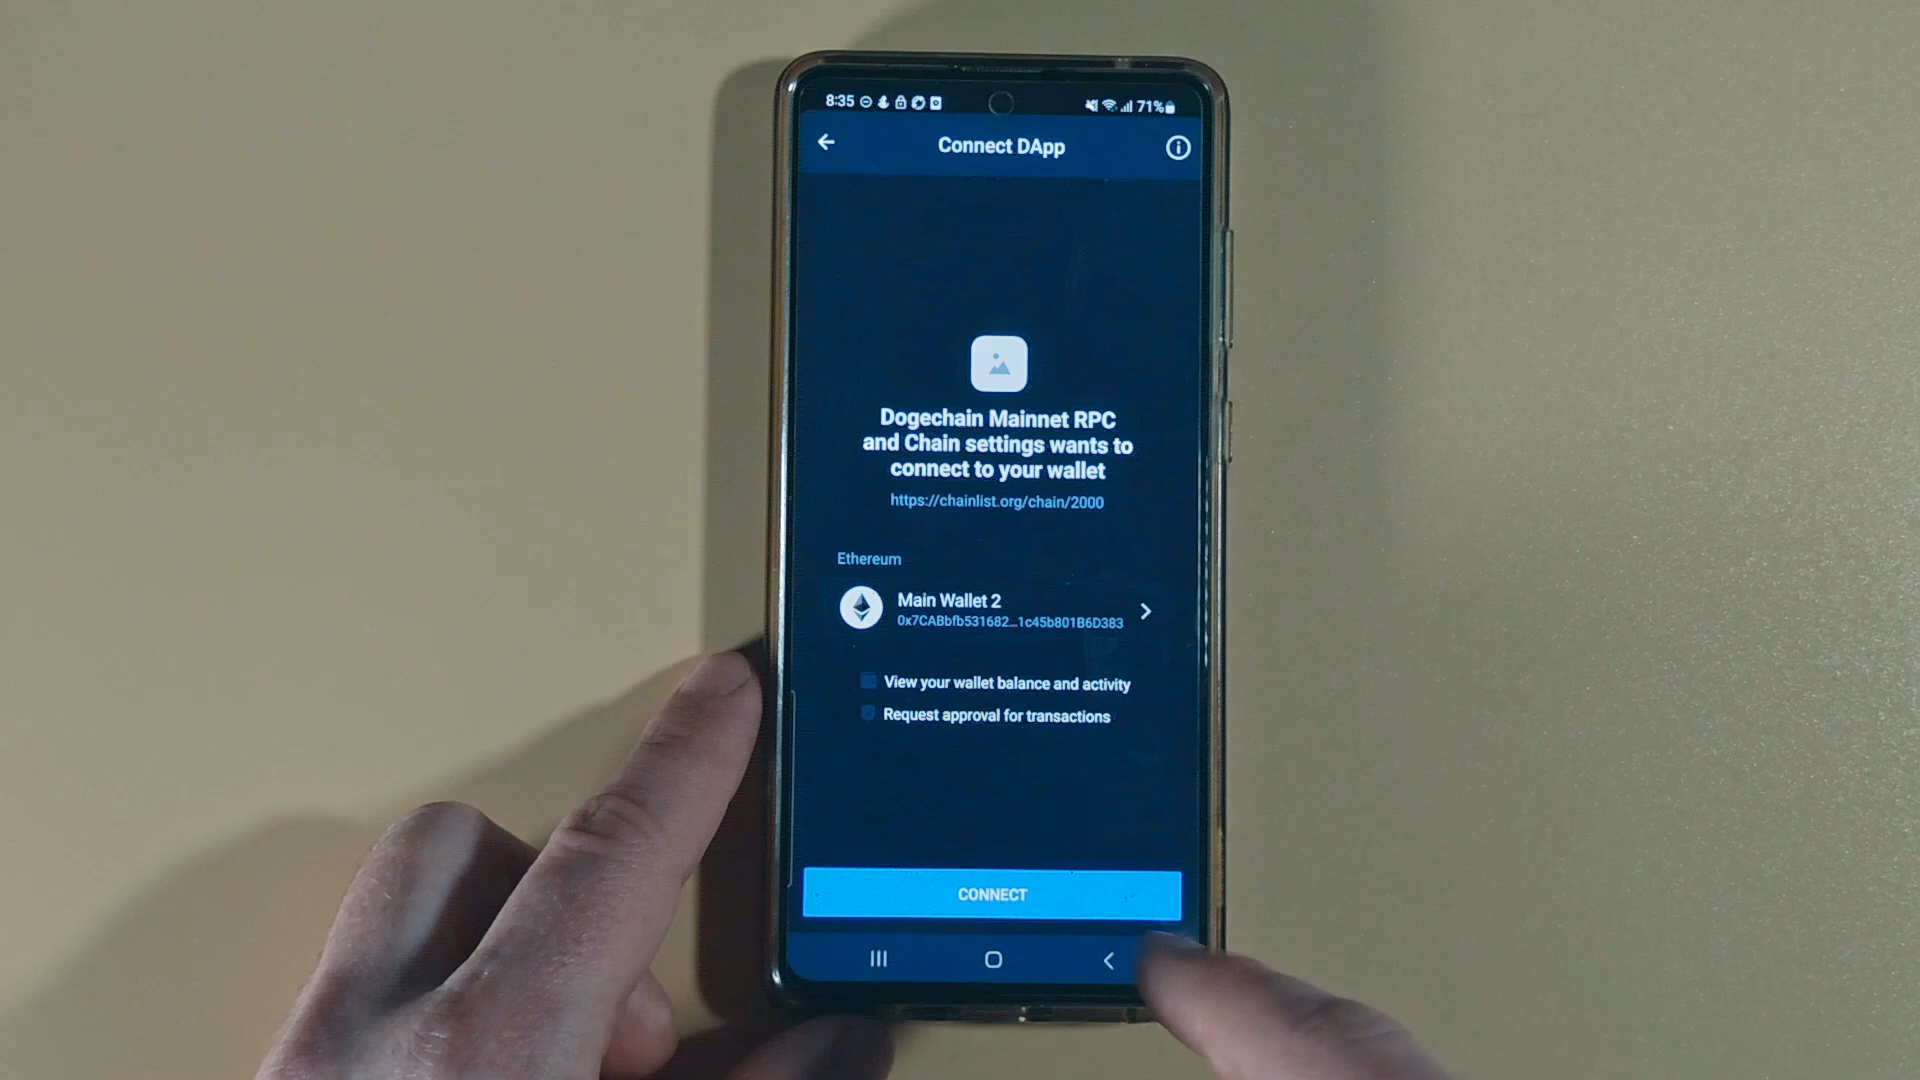 8:35 71%
Connect DApp
Dogechain Mainnet RPC
and Chain settings wants to
connect to your wallet
https://chainlist.org/chain/2000
Ethereum
Main Wallet 2
0x7CABbfb531682...1c45b801B6D383
View your wallet balance and activity
Request approval for transactions
CONNECT